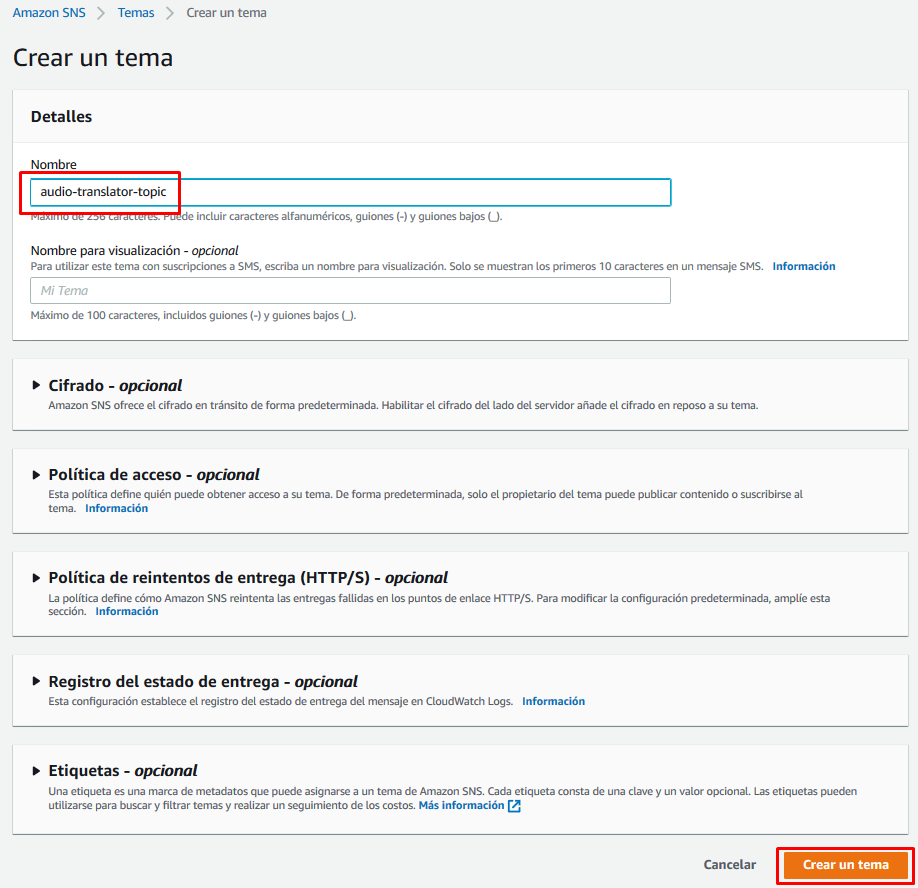 Amazon SNS > Temas > Crear un tema
Crear un tema
Detalles
Nombre
audio-translator-topic
Máximo de 256 caracteres. Puede incluir caracteres alfanuméricos, guiones (-) y guiones bajos (_).
Nombre para visualización - opcional
Para utilizar este tema con suscripciones a SMS, escriba un nombre para visualización. Solo se muestran los primeros 10 caracteres en un mensaje SMS. Información
Mi Tema
Máximo de 100 caracteres, incluidos guiones (-) y guiones bajos (_).
Cifrado - opcional
Amazon SNS ofrece el cifrado en tránsito de forma predeterminada. Habilitar el cifrado del lado del servidor añade el cifrado en reposo a su tema.
Política de acceso - opcional
Esta política define quién puede obtener acceso a su tema. De forma predeterminada, solo el propietario del tema puede publicar contenido o suscribirse al
tema. Información
Política de reintentos de entrega (HTTP/S) - opcional
La política define cómo Amazon SNS reintenta las entregas fallidas en los puntos de enlace HTTP/S. Para modificar la configuración predeterminada, amplíe esta
sección. Información
Registro del estado de entrega - opcional
Esta configuración establece el registro del estado de entrega del mensaje en CloudWatch Logs. Información
Etiquetas - opcional
Una etiqueta es una marca de metadatos que puede asignarse a un tema de Amazon SNS. Cada etiqueta consta de una clave y un valor opcional. Las etiquetas pueden
utilizarse para buscar y filtrar temas y realizar un seguimiento de los costos. Más información
Cancelar Crear un tema